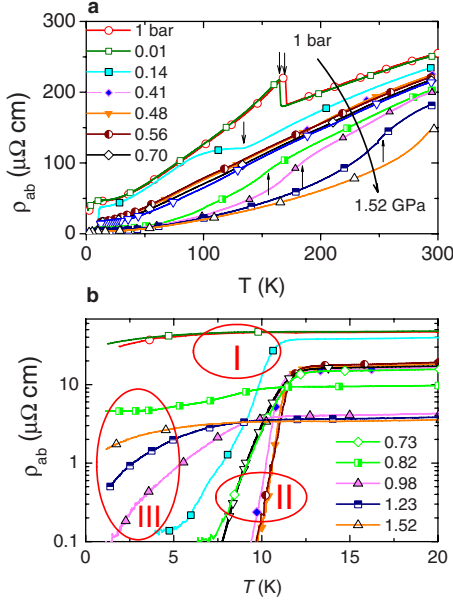 a
1 bar
0.01
0.14
0.41
0.48
0.56
0.70
1 bar
1.52 GPa
400
300
200
100
0
ρab (μΩ cm)
0 100 200 300
T (K)
b
I
II
III
0.73
0.82
0.98
1.23
1.52
10
1
0.1
ρab (μΩ cm)
0 5 10 15 20
T (K)